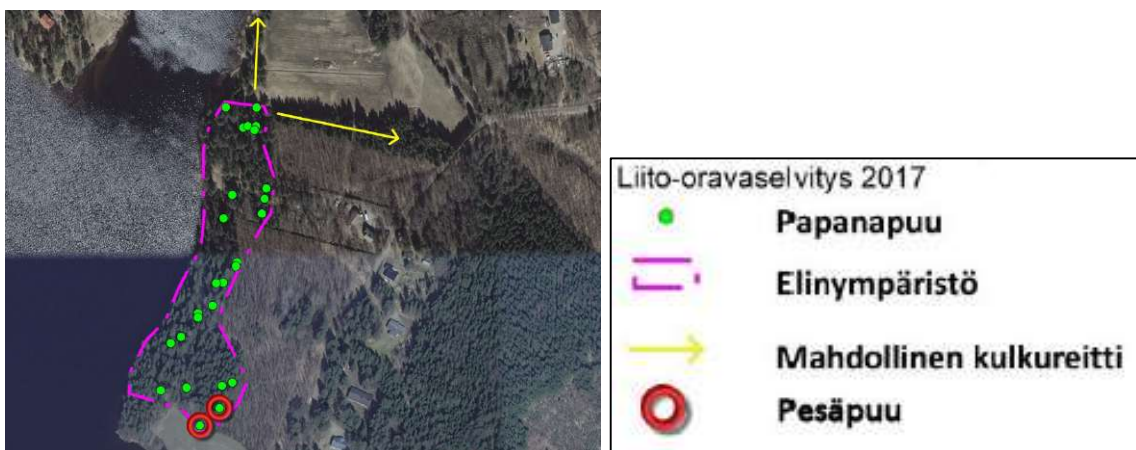 Liito-oravaselvitys 2017
Papanapuu
Elinympäristö
Mahdollinen kulkureitti
Pesäpuu